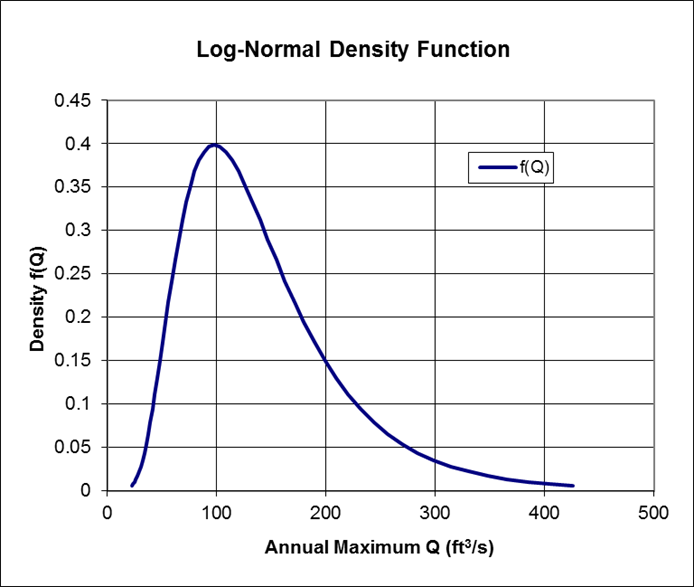 Log-Normal Density Function
0.45
0.4
0.35
0.3
0.25
0.2
0.15
0.1
0.05
0
Density f(Q)
f(Q)
0 100 200 300 400 500
Annual Maximum Q (ft³/s)